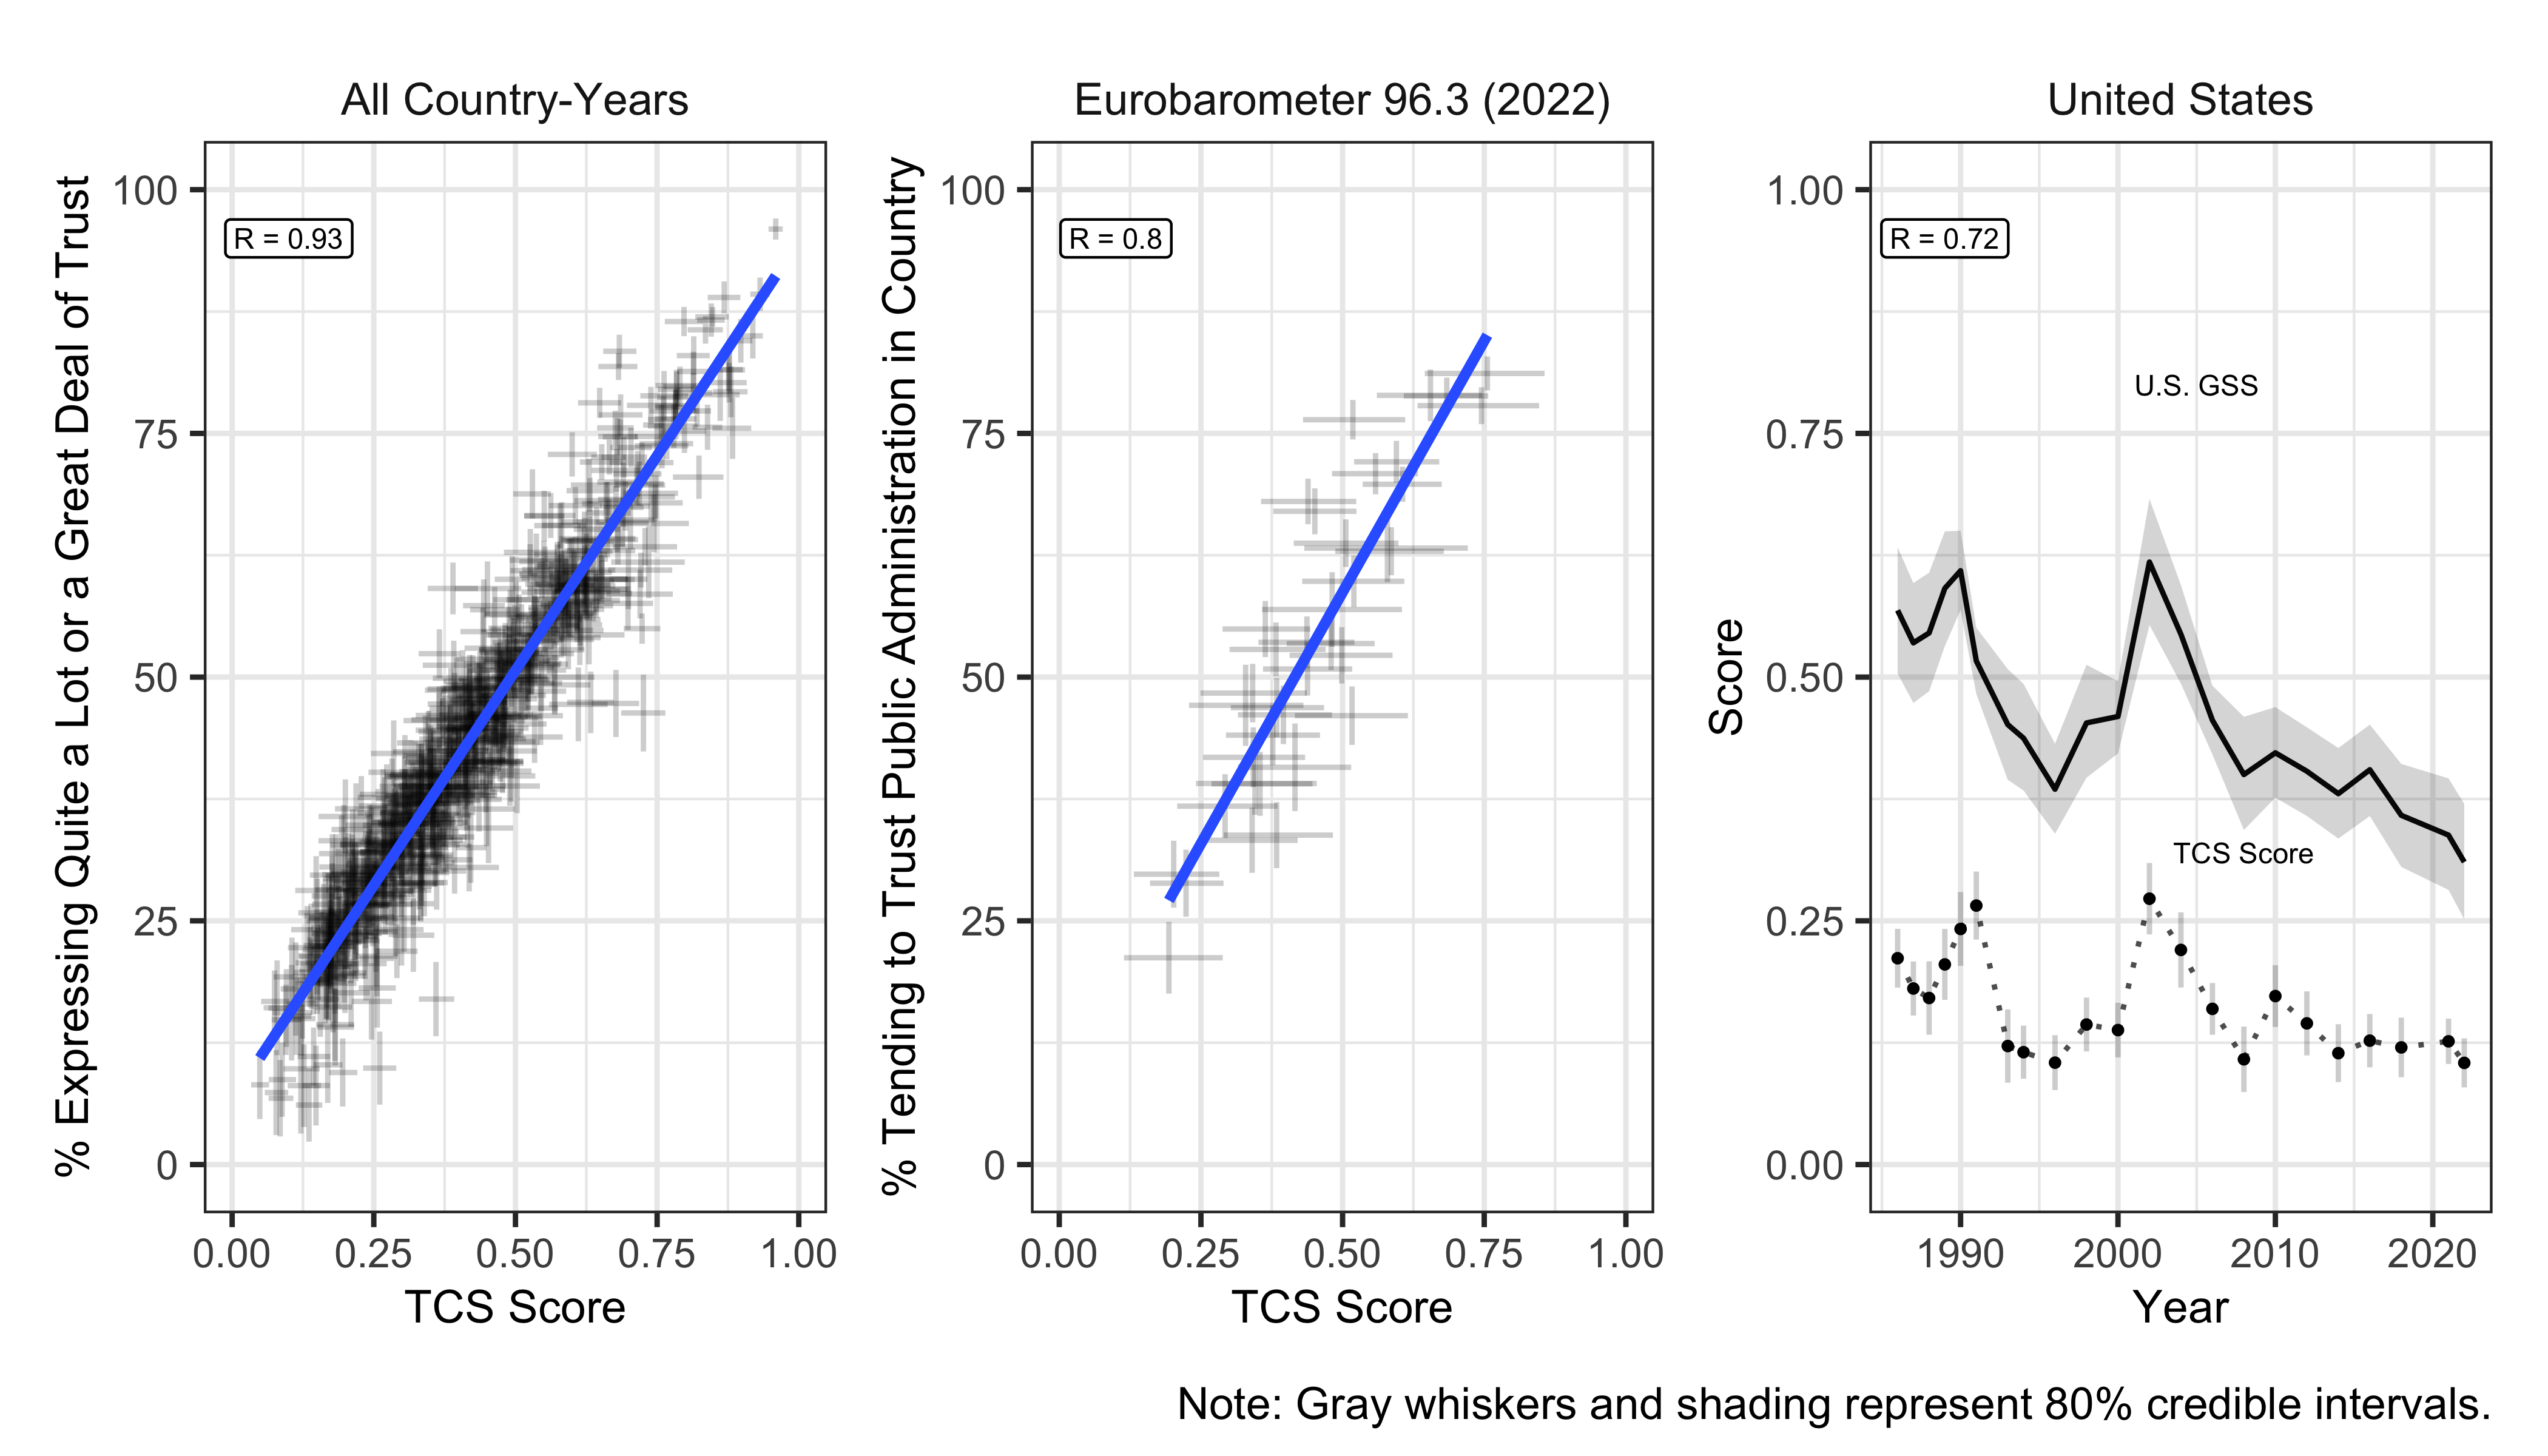 All Country-Years
% Expressing Quite a Lot or a Great Deal of Trust
100
75
50
25
0
R = 0.93
0.00 0.25 0.50 0.75 1.00
TCS Score
Eurobarometer 96.3 (2022)
% Tending to Trust Public Administration in Country
100
75
50
25
0
R = 0.8
0.00 0.25 0.50 0.75 1.00
TCS Score
United States
Score
1.00
0.75
0.50
0.25
0.00
R = 0.72
U.S. GSS
TCS Score
1990 2000 2010 2020
Year
Note: Gray whiskers and shading represent 80% credible intervals.